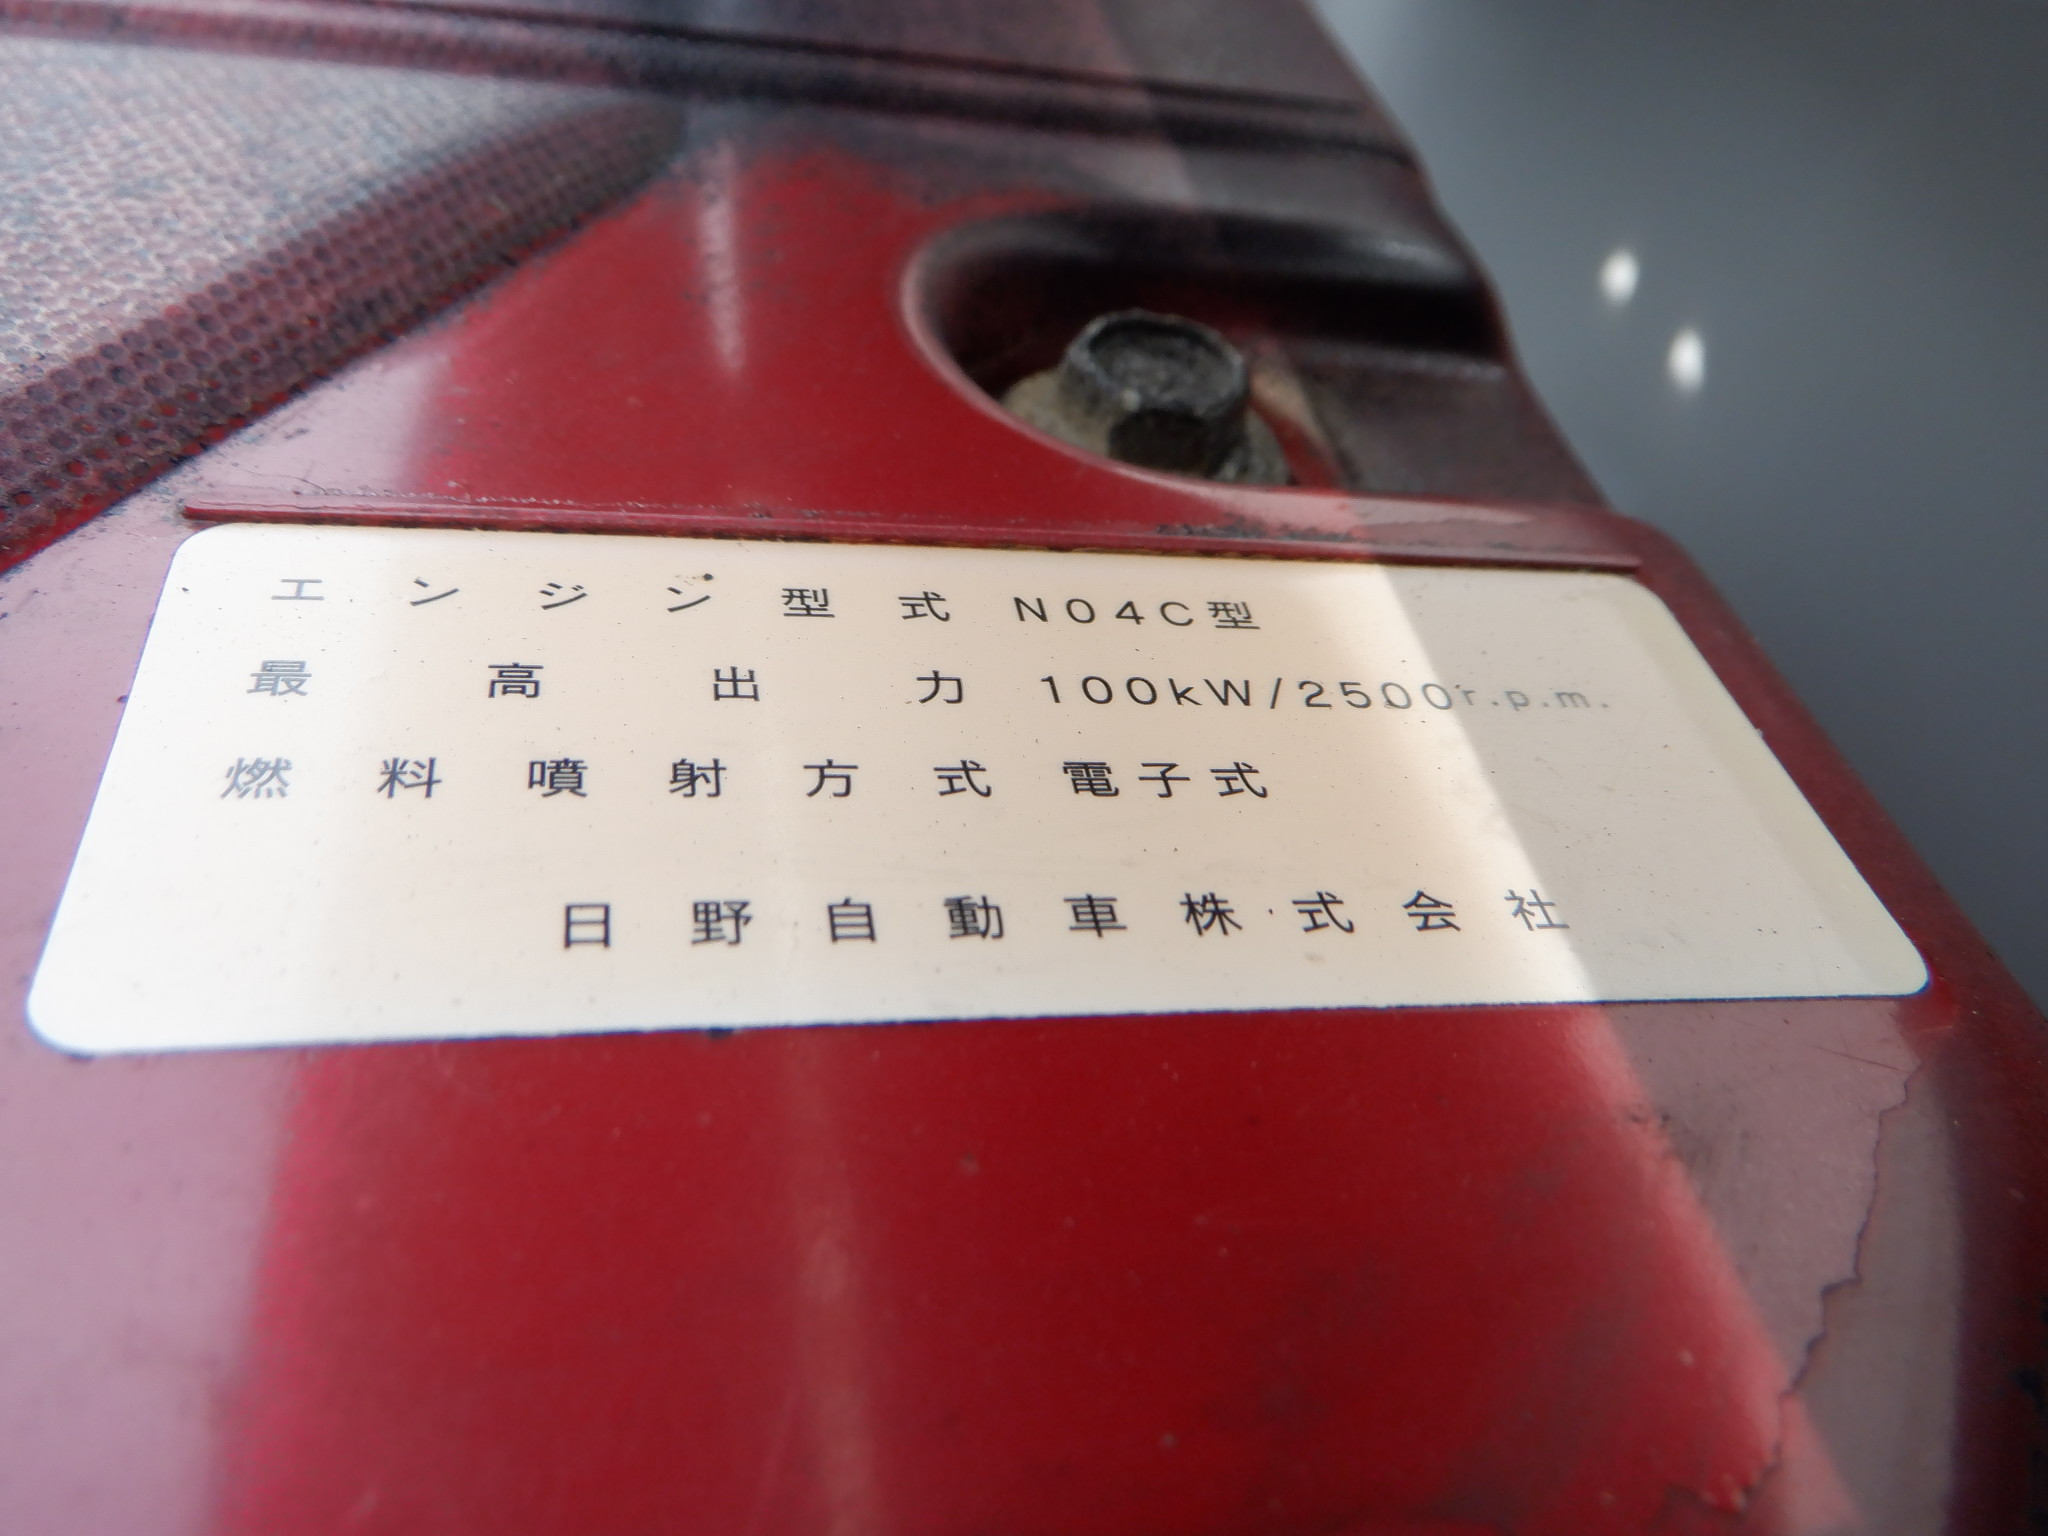 エンジン型式 N04C型
最高出力 100kW/2500r.p.m.
燃料噴射方式 電子式
日野自動車株式会社